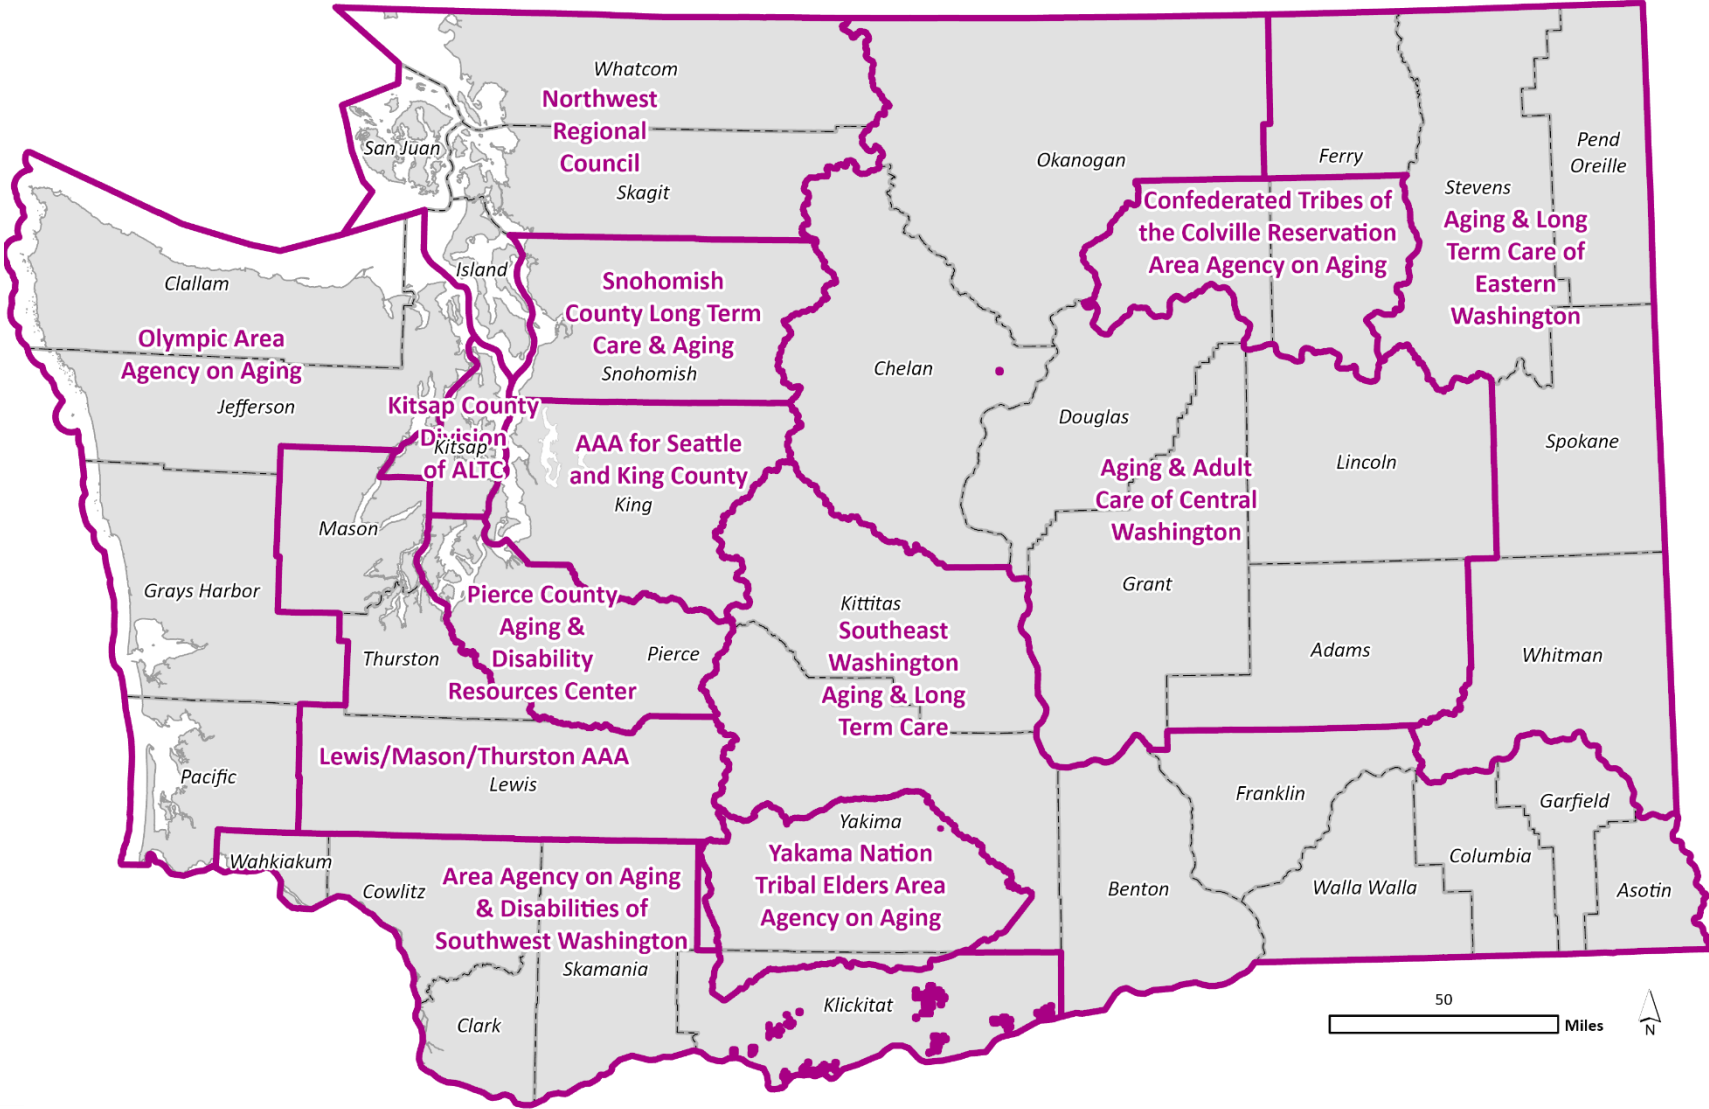 Whatcom
Northwest
Regional
Council
San Juan
Skagit
Okanogan
Ferry
Pend
Oreille
Stevens
Confederated Tribes of
the Colville Reservation
Area Agency on Aging
Aging & Long
Term Care of
Eastern
Washington
Island
Clallam
Snohomish
County Long Term
Care & Aging
Snohomish
Olympic Area
Agency on Aging
Jefferson
Chelan
Douglas
Kitsap County
Division
Kitsap
of ALTC
AAA for Seattle
and King County
King
Aging & Adult
Care of Central
Washington
Lincoln
Spokane
Mason
Grays Harbor
Grant
Kittitas
Southeast
Washington
Aging & Long
Term Care
Pierce County
Aging &
Disability
Resources Center
Pierce
Thurston
Adams
Whitman
Lewis/Mason/Thurston AAA
Lewis
Pacific
Franklin
Garfield
Yakima
Yakama Nation
Tribal Elders Area
Agency on Aging
Wahkiakum
Cowlitz
Area Agency on Aging
& Disabilities of
Southwest Washington
Skamania
Benton
Walla Walla
Columbia
Asotin
Klickitat
Clark
50
Miles
N